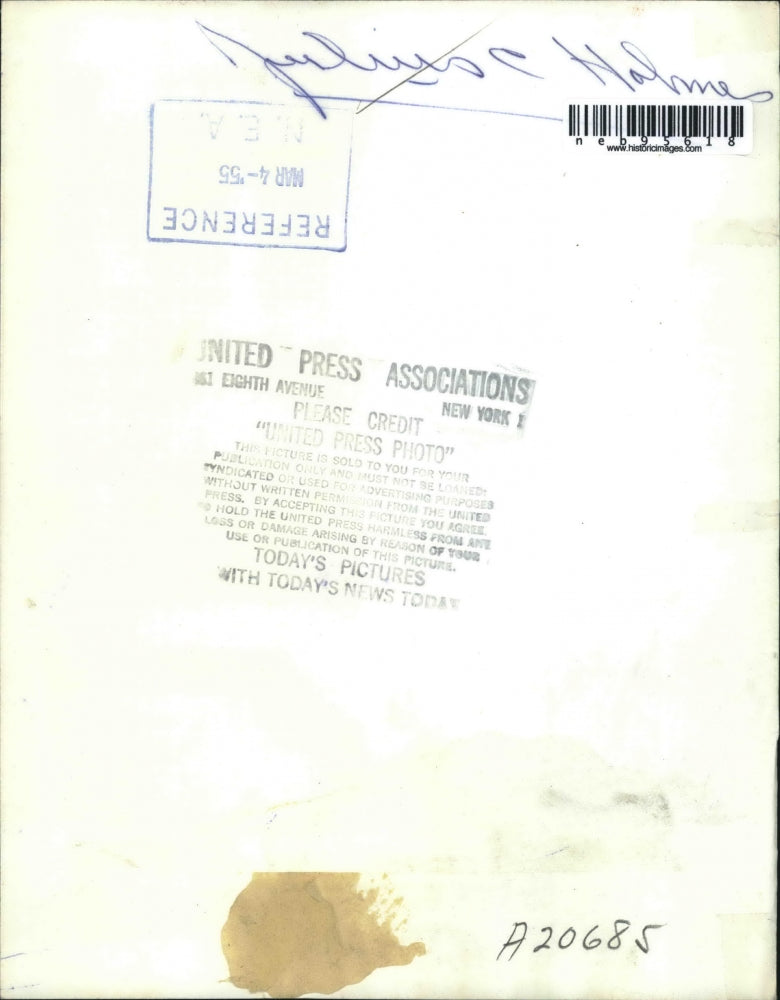 Holmes
neb95618
www.historicimages.com
N.E.A.
MAR 4-'55
REFERENCE
UNITED PRESS ASSOCIATIONS
461 EIGHTH AVENUE NEW YORK 1
PLEASE CREDIT
"UNITED PRESS PHOTO"
THIS PICTURE IS SOLD TO YOU FOR YOUR
PUBLICATION ONLY AND MUST NOT BE LOANED,
SYNDICATED OR USED FOR ADVERTISING PURPOSES
WITHOUT WRITTEN PERMISSION FROM THE UNITED
PRESS. BY ACCEPTING THIS PICTURE YOU AGREE
TO HOLD THE UNITED PRESS HARMLESS FROM ANY
LOSS OR DAMAGE ARISING BY REASON OF YOUR
USE OR PUBLICATION OF THIS PICTURE.
TODAY'S PICTURES
WITH TODAY'S NEWS TODAY
A20685